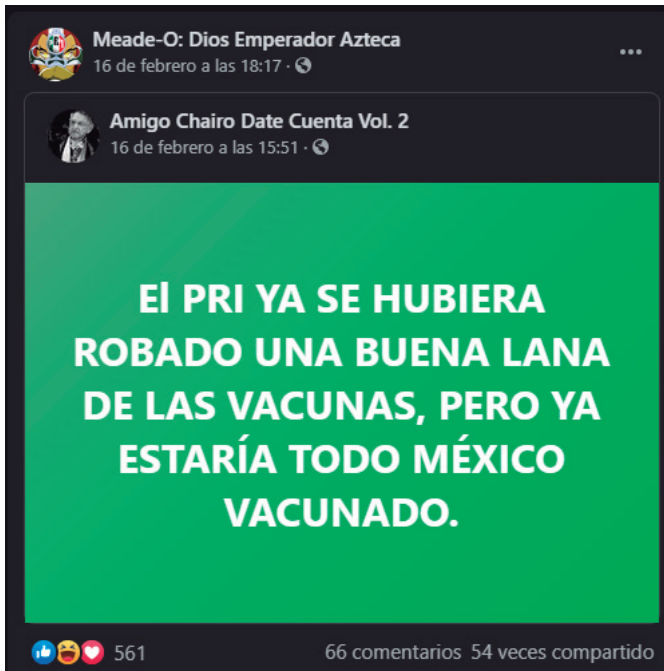 Meade-O: Dios Emperador Azteca
16 de febrero a las 18:17 ·
Amigo Chairo Date Cuenta Vol. 2
16 de febrero a las 15:51 ·
El PRI YA SE HUBIERA
ROBADO UNA BUENA LANA
DE LAS VACUNAS, PERO YA
ESTARÍA TODO MÉXICO
VACUNADO.
561 66 comentarios 54 veces compartido